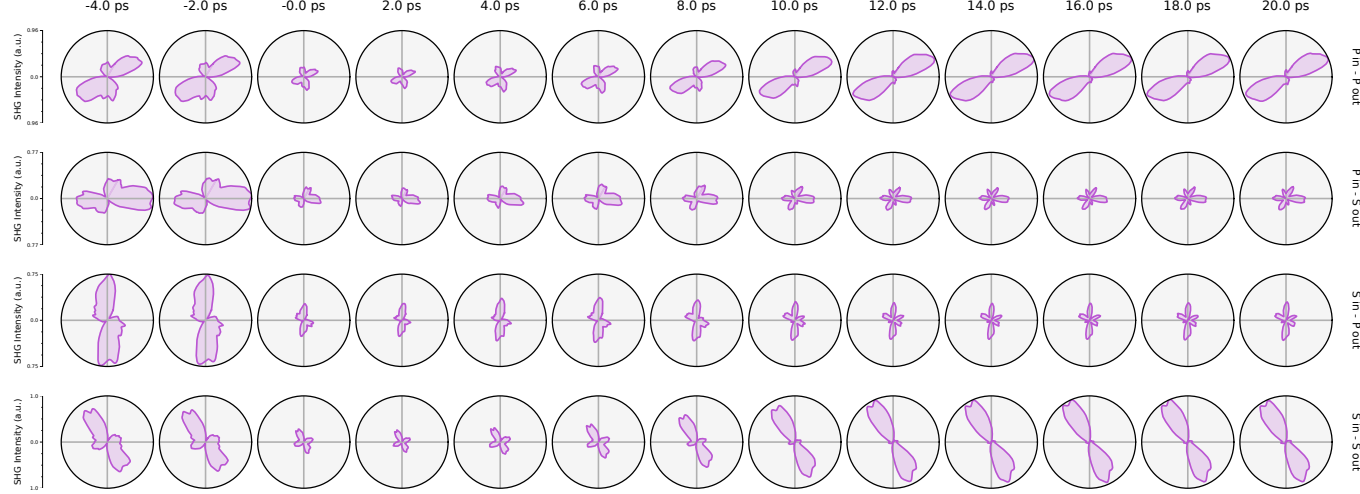 -4.0 ps -2.0 ps -0.0 ps 2.0 ps 4.0 ps 6.0 ps 8.0 ps 10.0 ps 12.0 ps 14.0 ps 16.0 ps 18.0 ps 20.0 ps
0.96
0.0
0.96
SHG Intensity (a.u.)
P in - P out
0.77
0.0
0.77
SHG Intensity (a.u.)
P in - S out
0.75
0.0
0.75
SHG Intensity (a.u.)
S in - P out
1.0
0.0
1.0
SHG Intensity (a.u.)
S in - S out